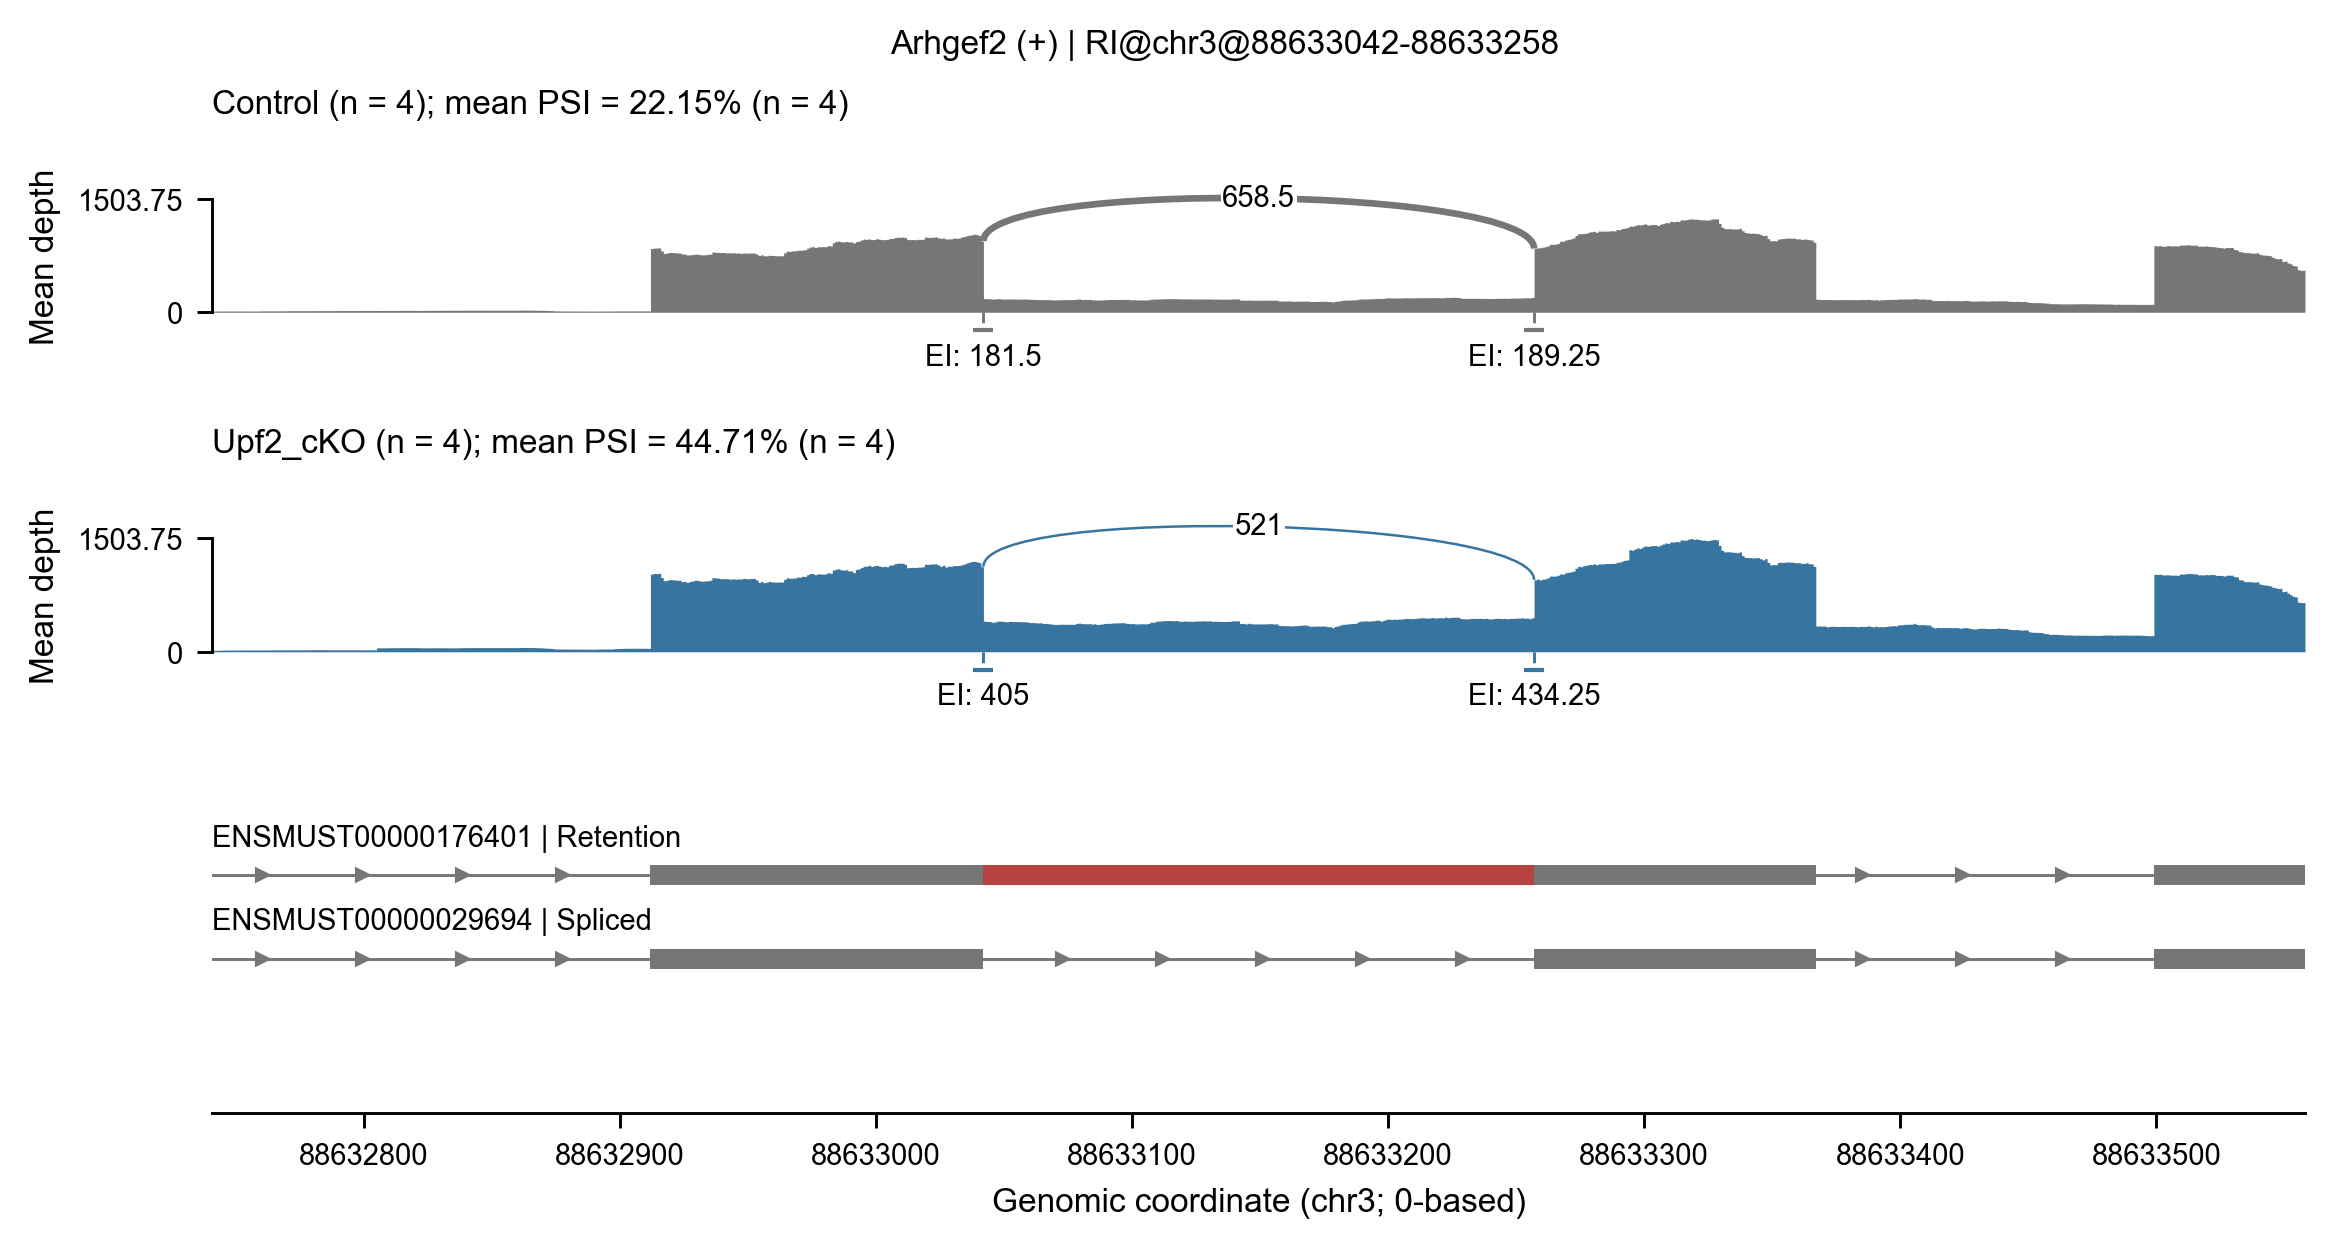 Arhgef2 (+) | RI@chr3@88633042-88633258
Control (n = 4); mean PSI = 22.15% (n = 4)
Mean depth
1503.75
0
658.5
EI: 181.5
EI: 189.25
Upf2_cKO (n = 4); mean PSI = 44.71% (n = 4)
Mean depth
1503.75
0
521
EI: 405
EI: 434.25
ENSMUST00000176401 | Retention
ENSMUST00000029694 | Spliced
88632800 88632900 88633000 88633100 88633200 88633300 88633400 88633500
Genomic coordinate (chr3; 0-based)